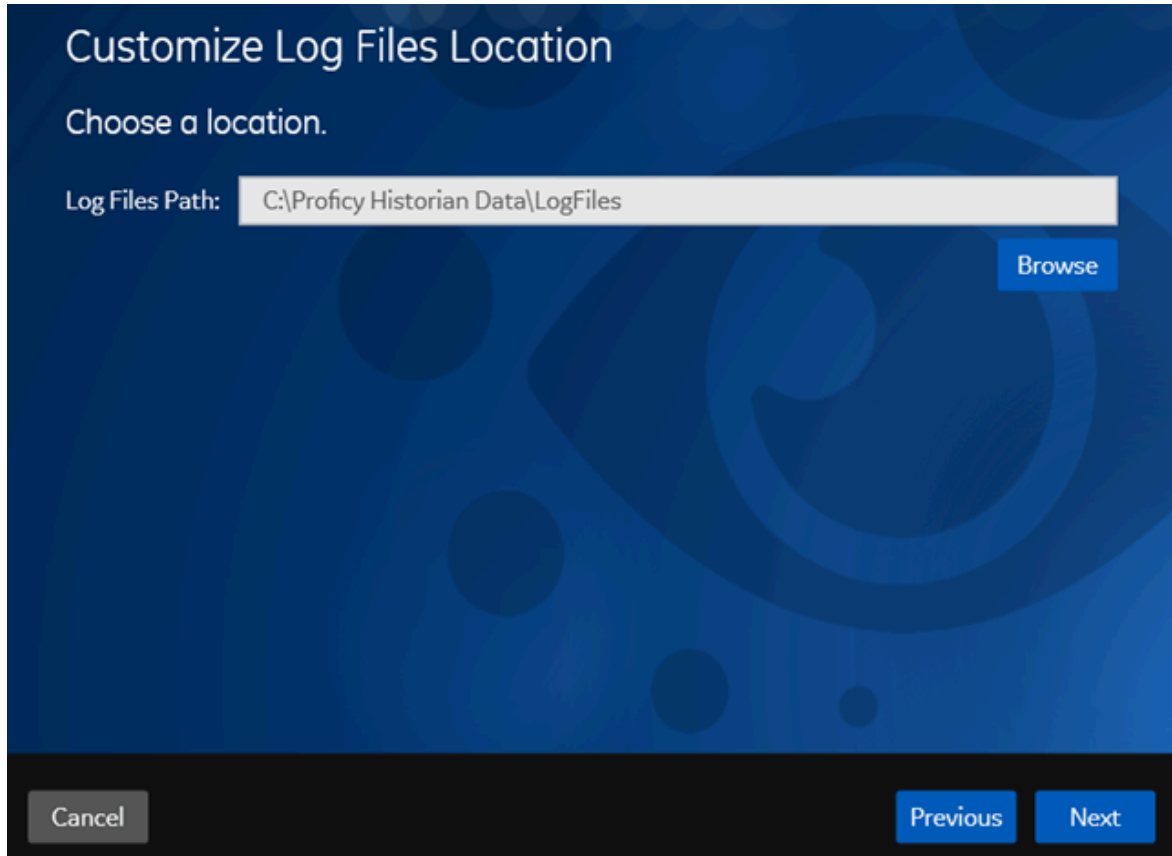 Customize Log Files Location
Choose a location.
Log Files Path: C:\Proficy Historian Data\LogFiles
Browse
Cancel Previous Next